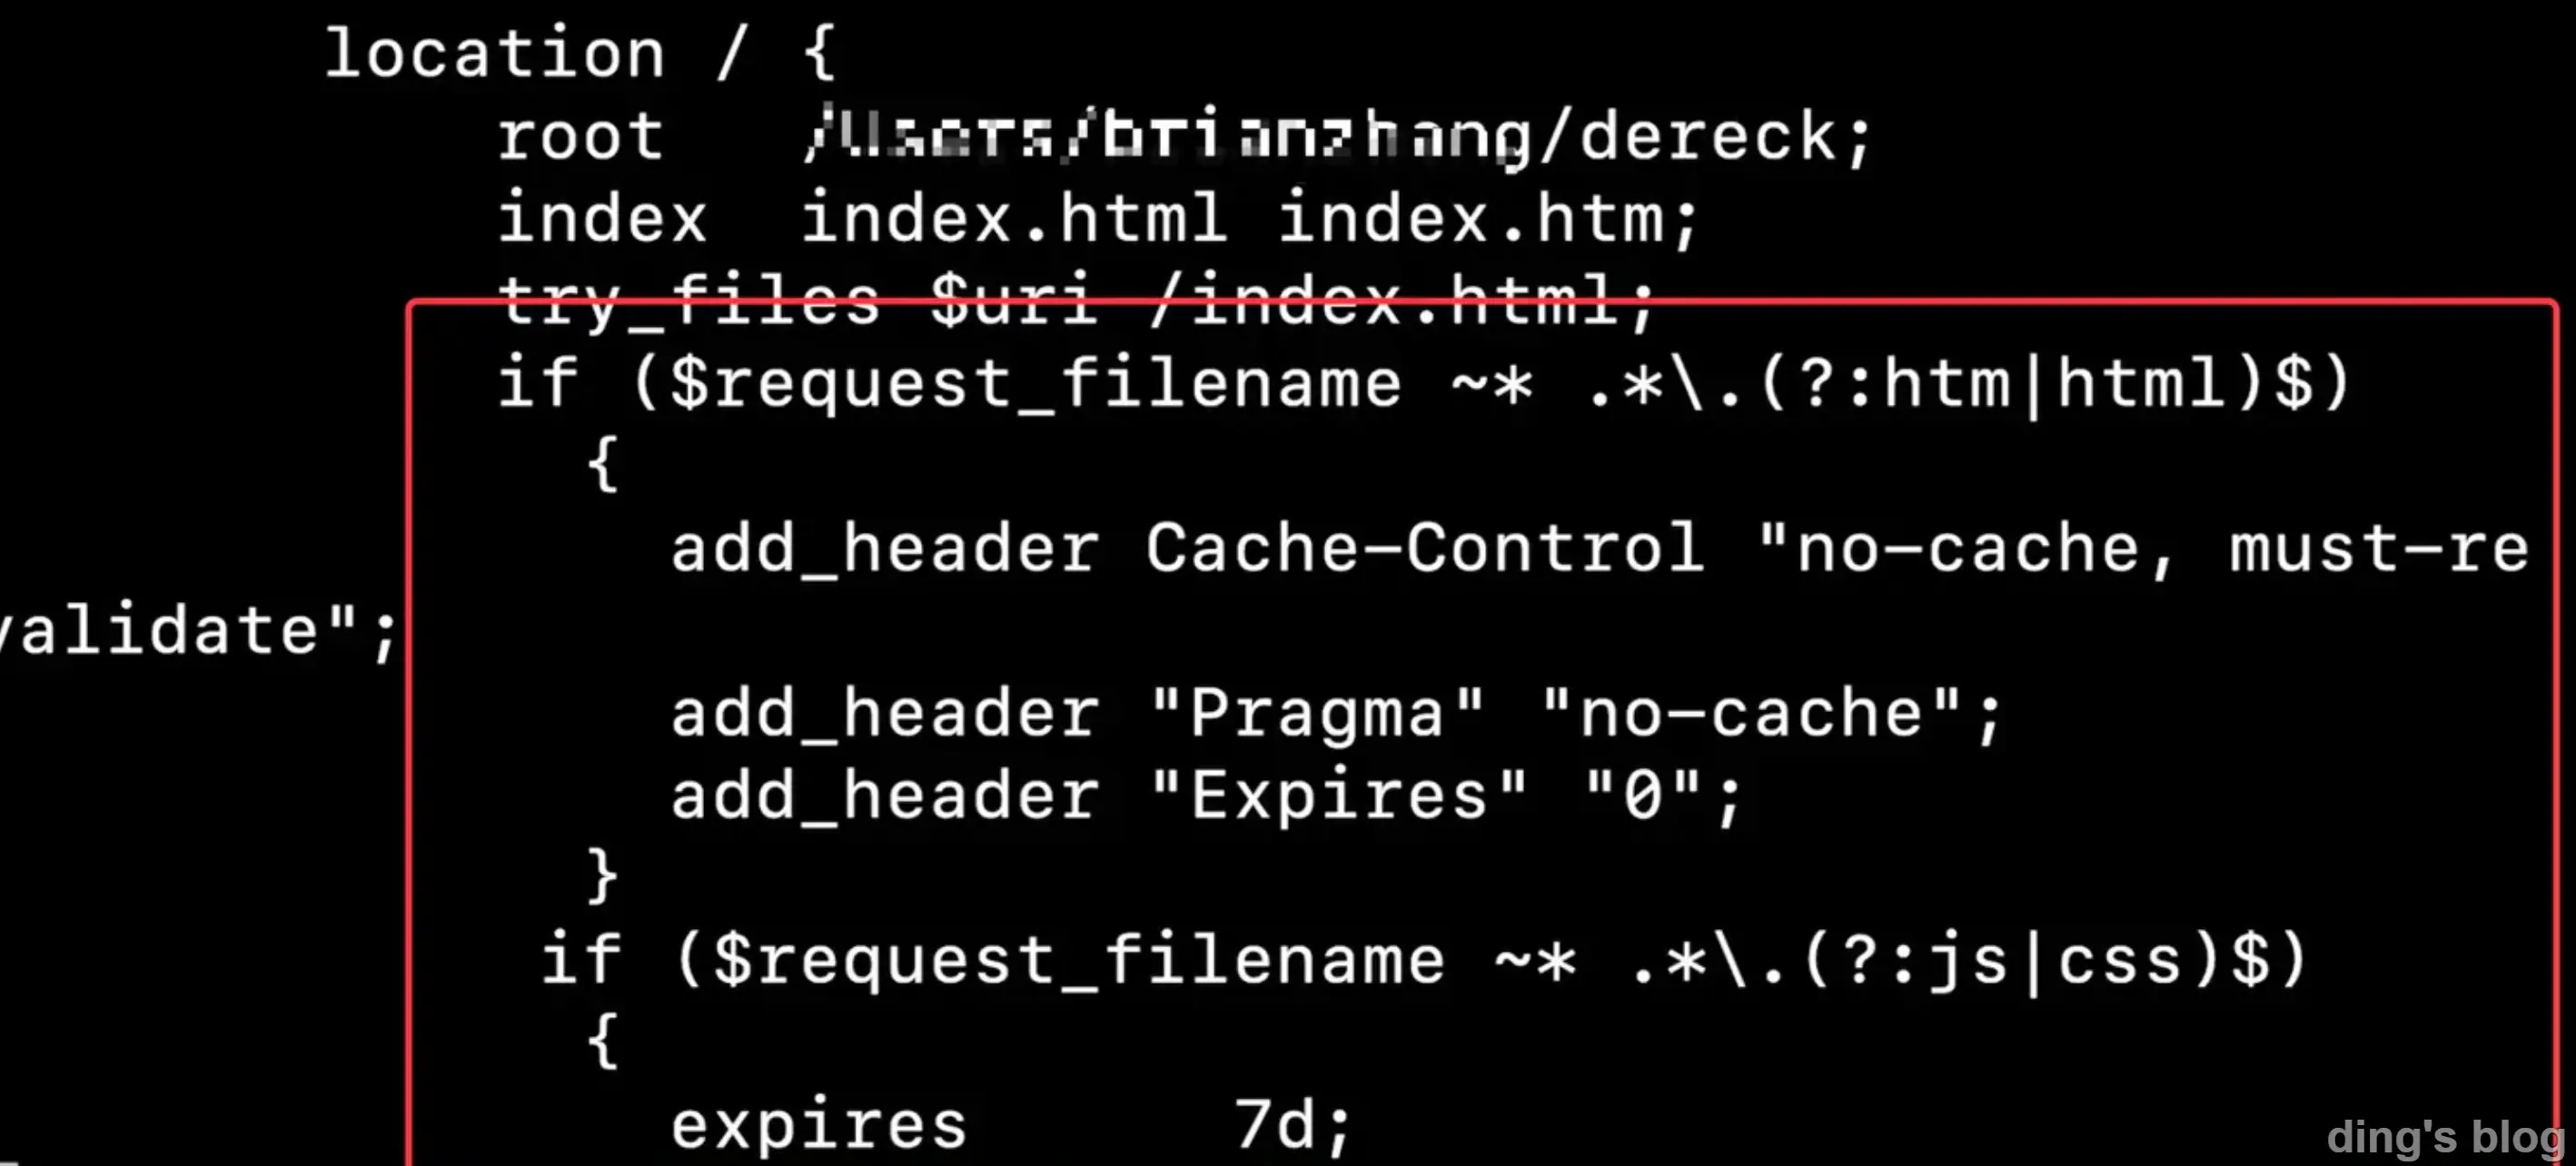 location / {
root /Users/brianzhang/dereck;
index index.html index.htm;
try_files $uri /index.html;
if ($request_filename ~* .*\.(?:htm|html)$)
{
add_header Cache-Control "no-cache, must-re
validate";
add_header "Pragma" "no-cache";
add_header "Expires" "0";
}
if ($request_filename ~* .*\.(?:js|css)$)
{
expires 7d;
ding's blog